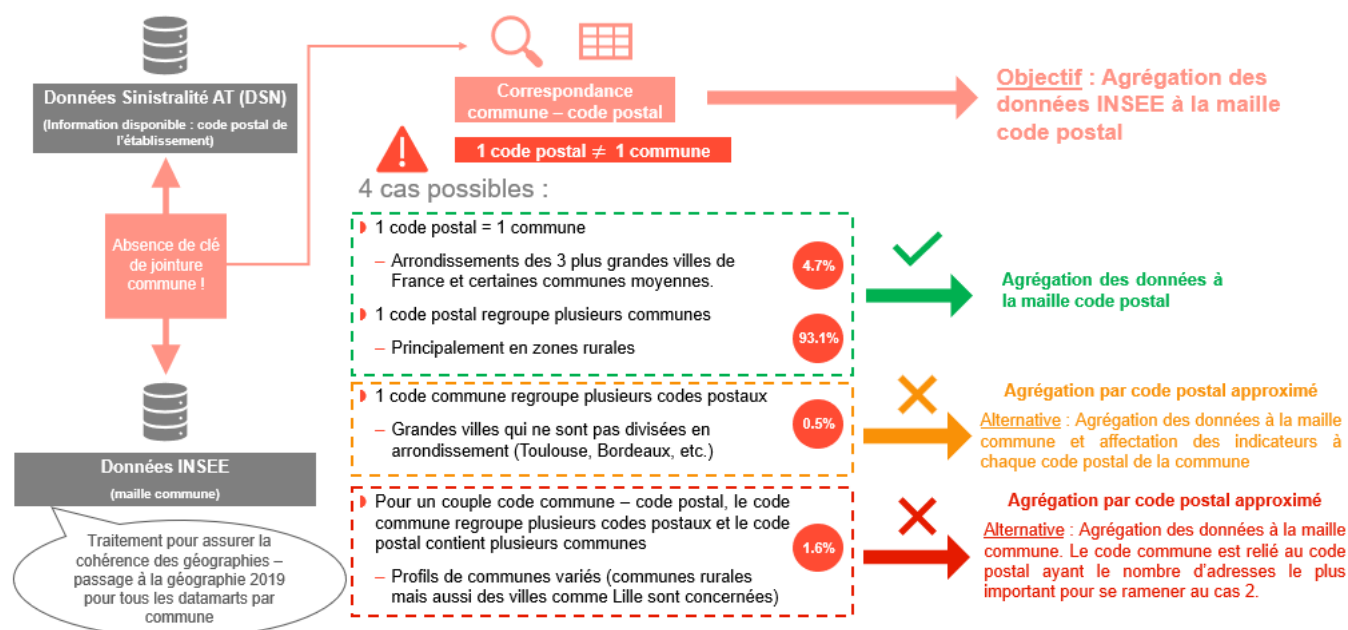 Données Sinistralité AT (DSN)
(Information disponible : code postal de
l'établissement)
Absence de clé
de jointure
commune !
Données INSEE
(maille commune)
Traitement pour assurer la
cohérence des géographies –
passage à la géographie 2019
pour tous les datamarts par
commune
Correspondance
commune – code postal
1 code postal ≠ 1 commune
Objectif : Agrégation des
données INSEE à la maille
code postal
4 cas possibles :
1 code postal = 1 commune
– Arrondissements des 3 plus grandes villes de
France et certaines communes moyennes.
4.7%
1 code postal regroupe plusieurs communes
– Principalement en zones rurales
93.1%
Agrégation des données à
la maille code postal
1 code commune regroupe plusieurs codes postaux
– Grandes villes qui ne sont pas divisées en
arrondissement (Toulouse, Bordeaux, etc.)
0.5%
Agrégation par code postal approximé
Alternative : Agrégation des données à la maille
commune et affectation des indicateurs à
chaque code postal de la commune
Pour un couple code commune – code postal, le code
commune regroupe plusieurs codes postaux et le code
postal contient plusieurs communes
– Profils de communes variés (communes rurales
mais aussi des villes comme Lille sont concernées)
1.6%
Agrégation par code postal approximé
Alternative : Agrégation des données à la maille
commune. Le code commune est relié au code
postal ayant le nombre d'adresses le plus
important pour se ramener au cas 2.